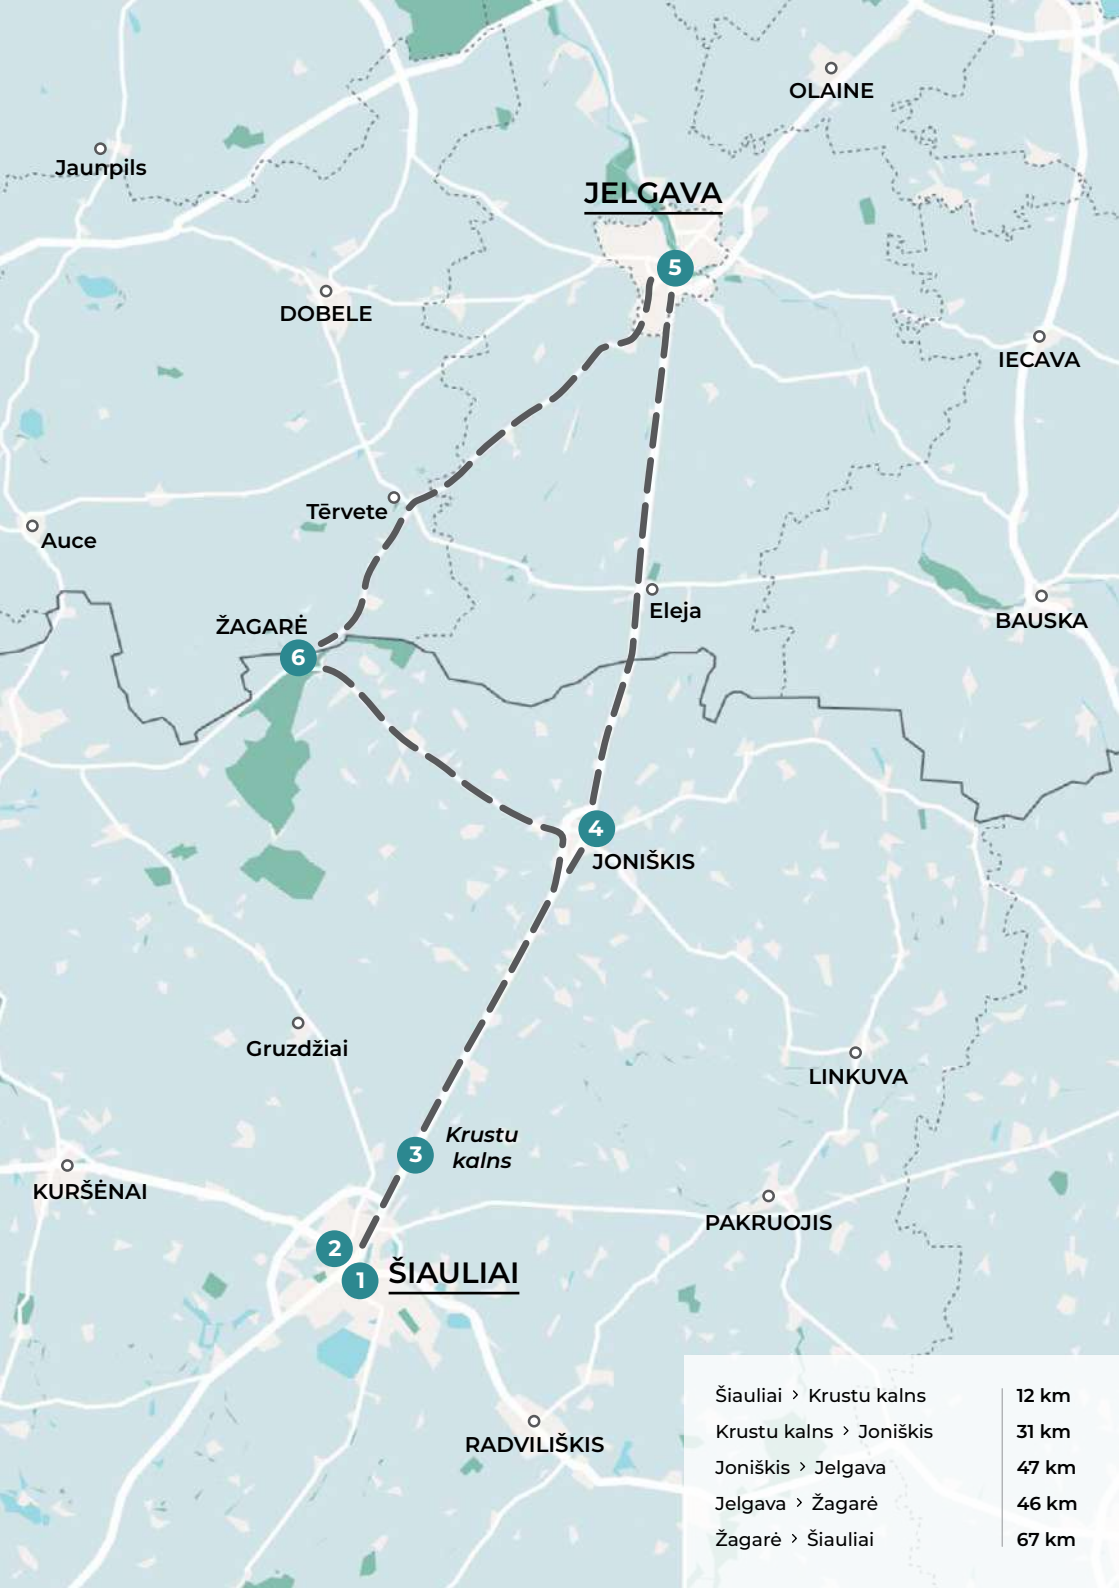 OLAINE
Jaunpils
JELGAVA
5
DOBELE
IECAVA
Tērvete
Auce
Eleja
BAUSKA
ŽAGARĖ
6
4
JONIŠKIS
Gruzdžiai
LINKUVA
3
Krustu
kalns
KURŠĖNAI
PAKRUOJIS
2
1
ŠIAULIAI
RADVILIŠKIS
Šiauliai › Krustu kalns 12 km
Krustu kalns › Joniškis 31 km
Joniškis › Jelgava 47 km
Jelgava › Žagarė 46 km
Žagarė › Šiauliai 67 km